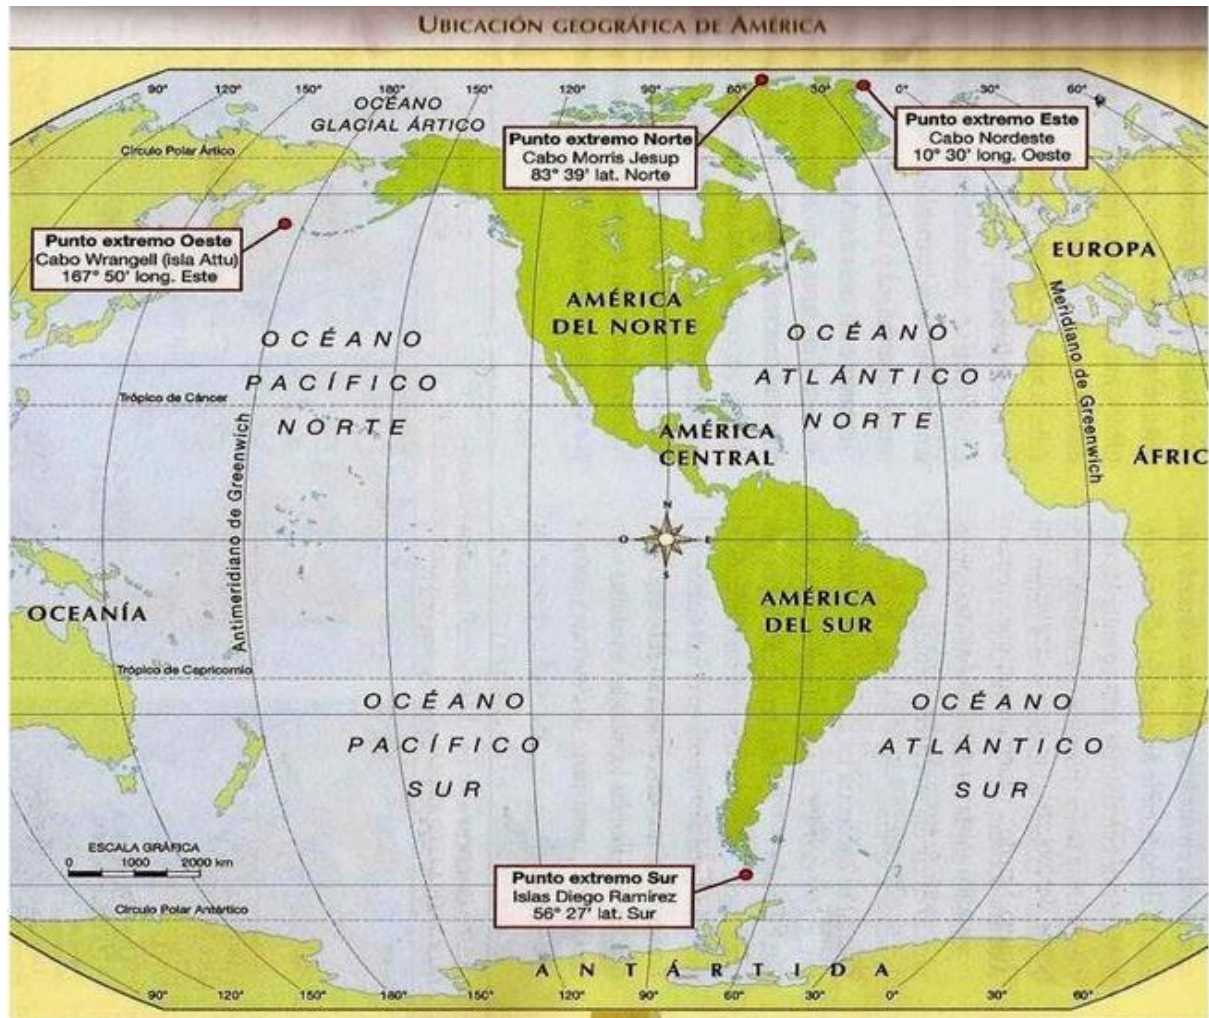 UBICACIÓN GEOGRÁFICA DE AMÉRICA
90° 120° 150° 180° 150° 120° 90° 60° 30° 0° 30° 60°
OCÉANO
GLACIAL ÁRTICO
Círculo Polar Ártico
Punto extremo Norte
Cabo Morris Jesup
83° 39' lat. Norte
Punto extremo Este
Cabo Nordeste
10° 30' long. Oeste
Punto extremo Oeste
Cabo Wrangell (isla Attu)
167° 50' long. Este
EUROPA
AMÉRICA
DEL NORTE
OCÉANO
PACÍFICO
NORTE
OCÉANO
ATLÁNTICO
NORTE
Meridiano de Greenwich
Trópico de Cáncer
Antimeridiano de Greenwich
AMÉRICA
CENTRAL
ÁFRIC
N
O E
S
OCEANÍA
AMÉRICA
DEL SUR
Trópico de Capricornio
OCÉANO
PACÍFICO
SUR
OCÉANO
ATLÁNTICO
SUR
ESCALA GRÁFICA
0 1000 2000 km
Punto extremo Sur
Islas Diego Ramírez
56° 27' lat. Sur
Círculo Polar Antártico
ANTÁRTIDA
90° 120° 150° 180° 150° 120° 90° 60° 30° 0° 30° 60°